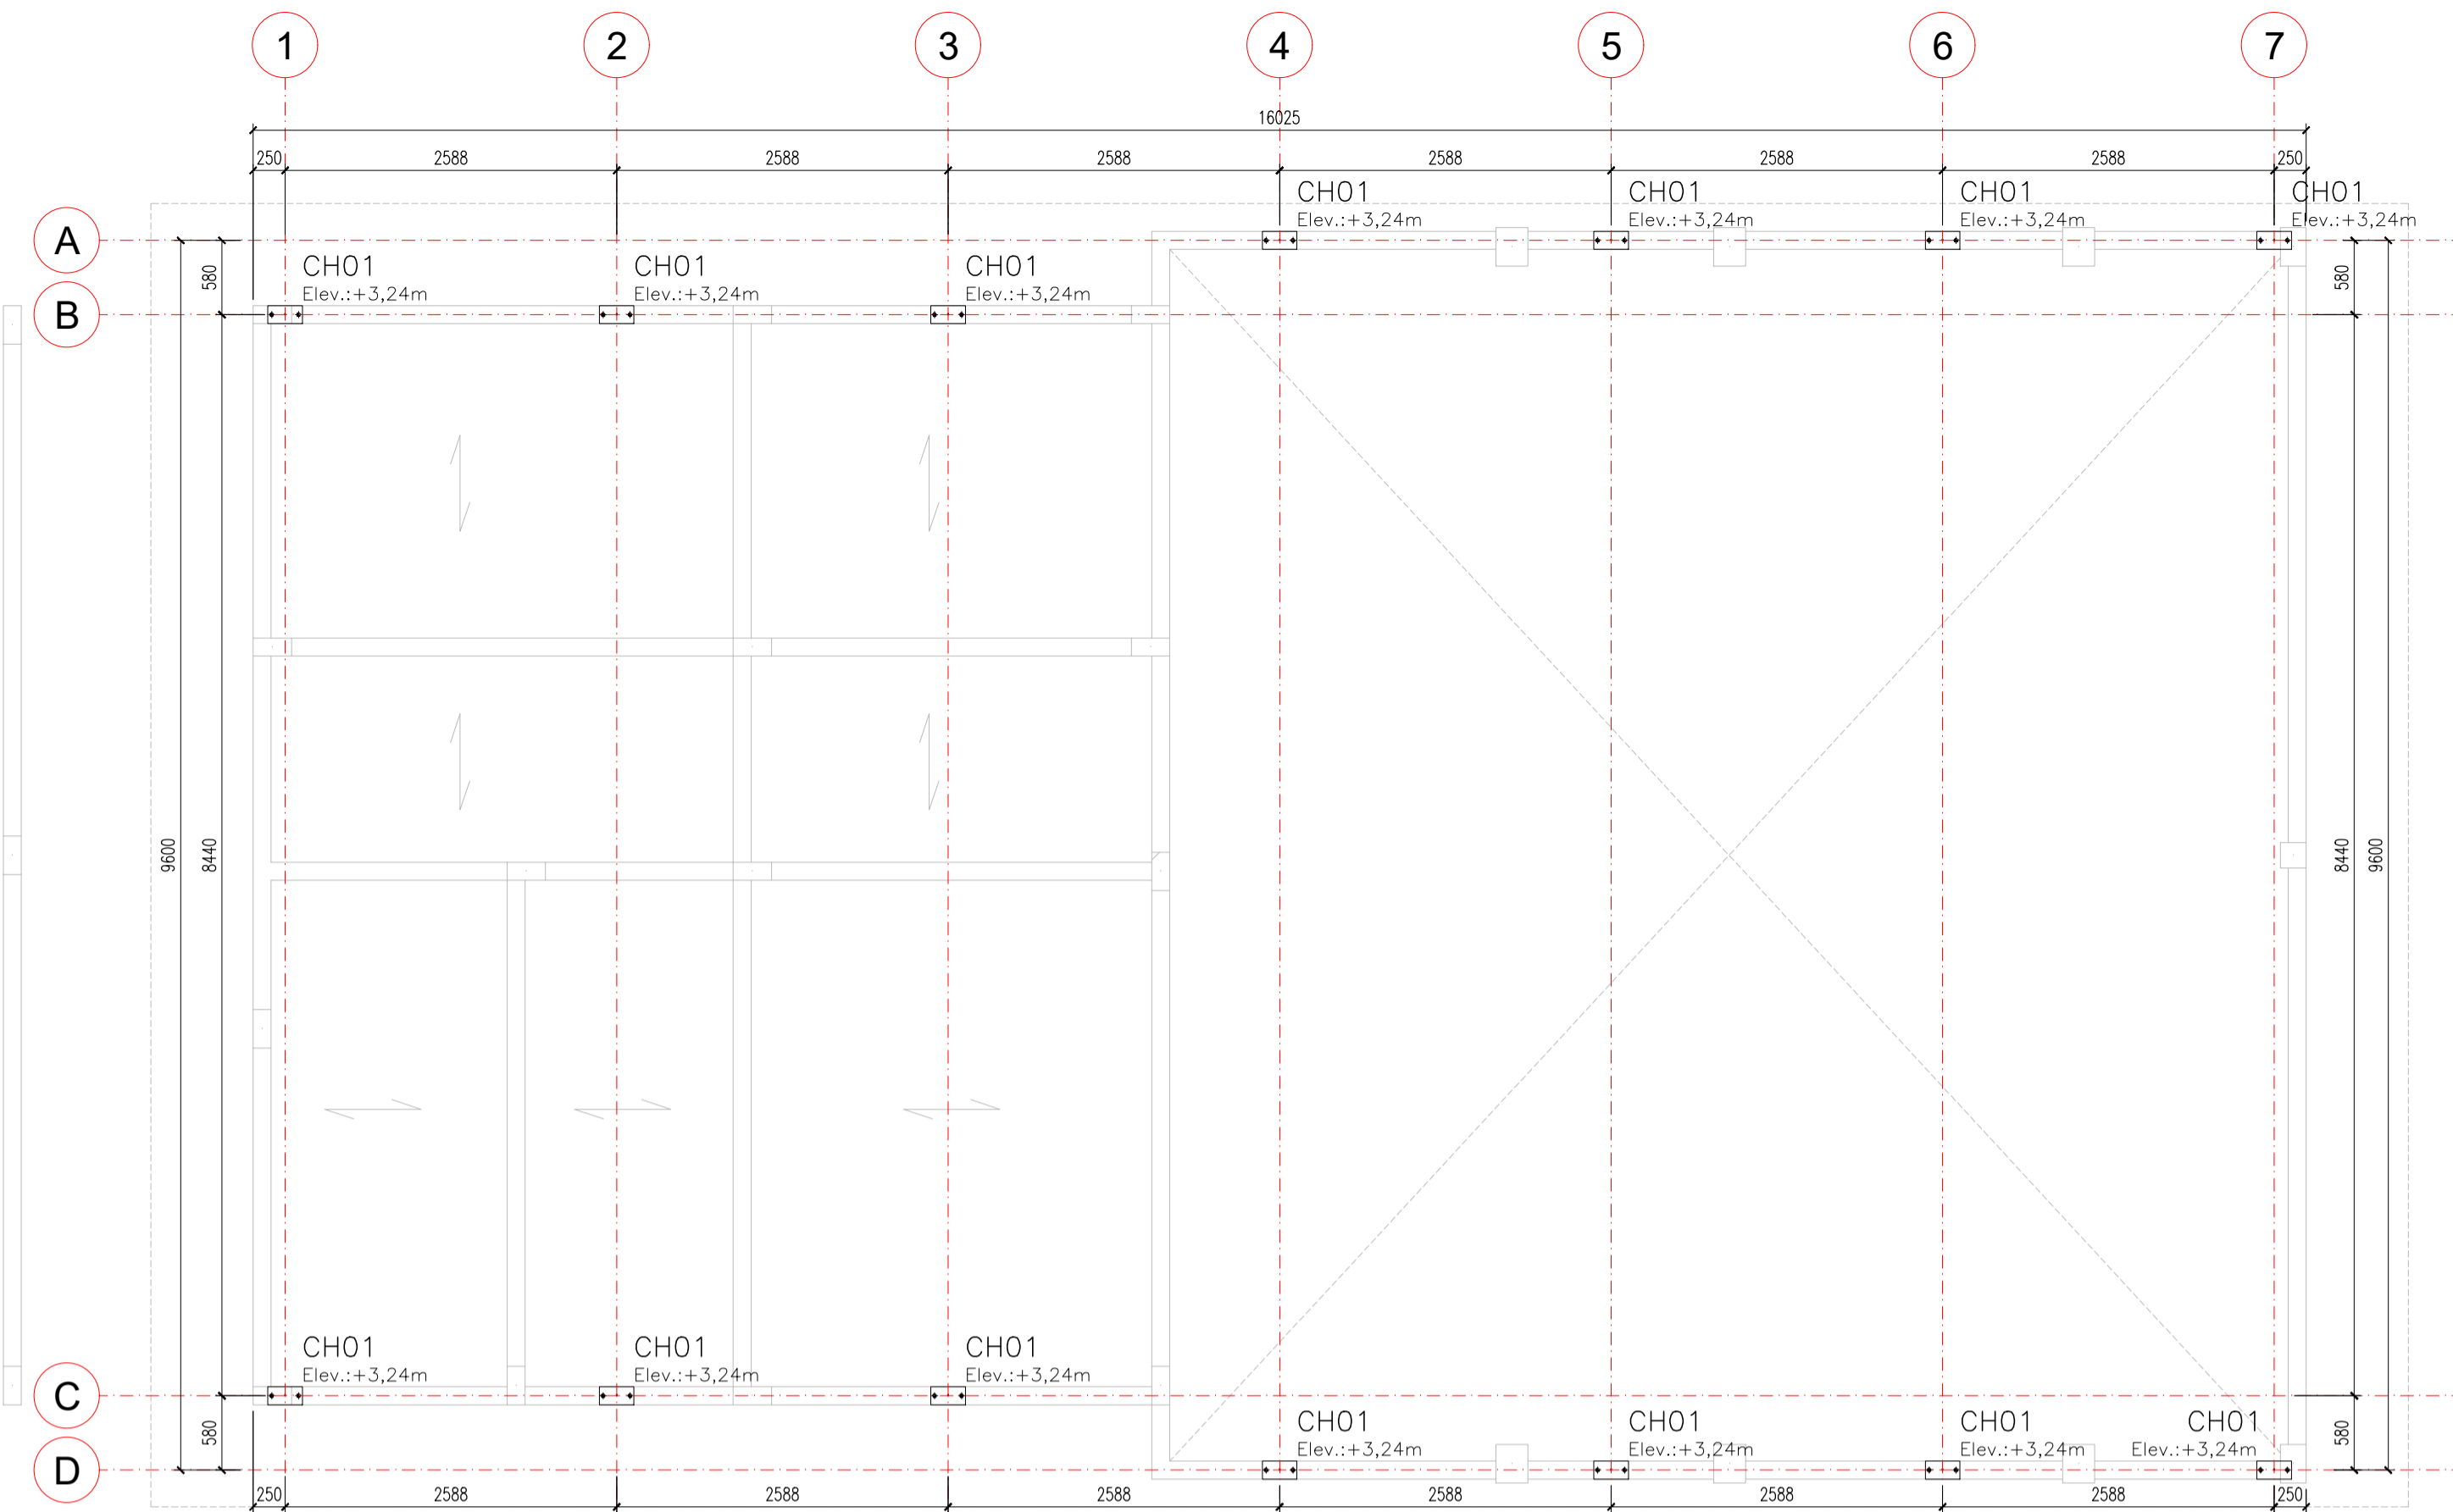 1 2 3 4 5 6 7
16025
250 2588 2588 2588 2588 2588 2588 250
CH01 CH01 CH01 CH01
Elev.:+3,24m Elev.:+3,24m Elev.:+3,24m Elev.:+3,24m
A
580 580
CH01 CH01 CH01
Elev.:+3,24m Elev.:+3,24m Elev.:+3,24m
B
9600 8440 8440 9600
CH01 CH01 CH01
Elev.:+3,24m Elev.:+3,24m Elev.:+3,24m
C
CH01 CH01 CH01 CH01
580 580
Elev.:+3,24m Elev.:+3,24m Elev.:+3,24m Elev.:+3,24m
D
250 2588 2588 2588 2588 2588 2588 250